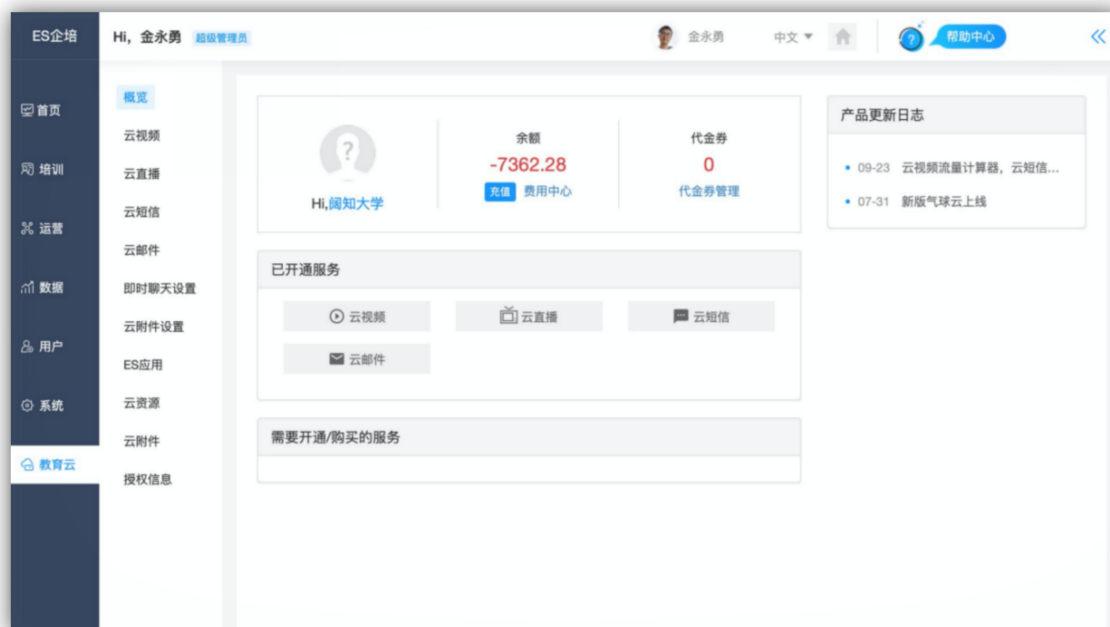 ES企培
Hi，金永勇 超级管理员
金永勇
中文
帮助中心
首页
培训
运营
数据
用户
系统
教育云
概览
云视频
云直播
云短信
云邮件
即时聊天设置
云附件设置
ES应用
云资源
云附件
授权信息
Hi,阔知大学
余额
-7362.28
充值 费用中心
代金券
0
代金券管理
已开通服务
云视频 云直播 云短信
云邮件
需要开通/购买的服务
产品更新日志
09-23 云视频流量计算器，云短信...
07-31 新版气球云上线